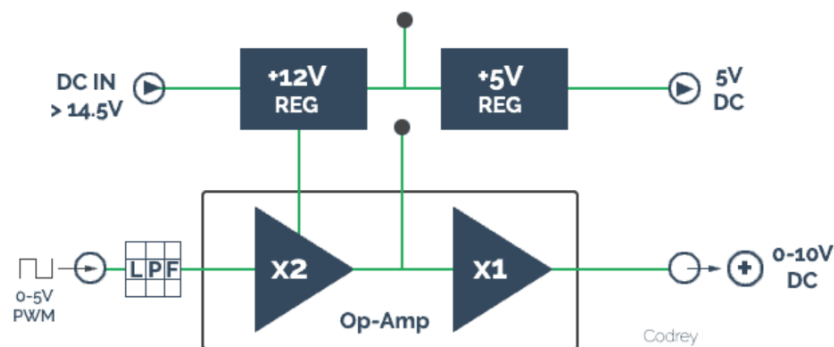 DC IN
> 14.5V
+12V
REG
+5V
REG
5V
DC
0-5V
PWM
LPF
x2
x1
Op-Amp
0-10V
DC
Codrey